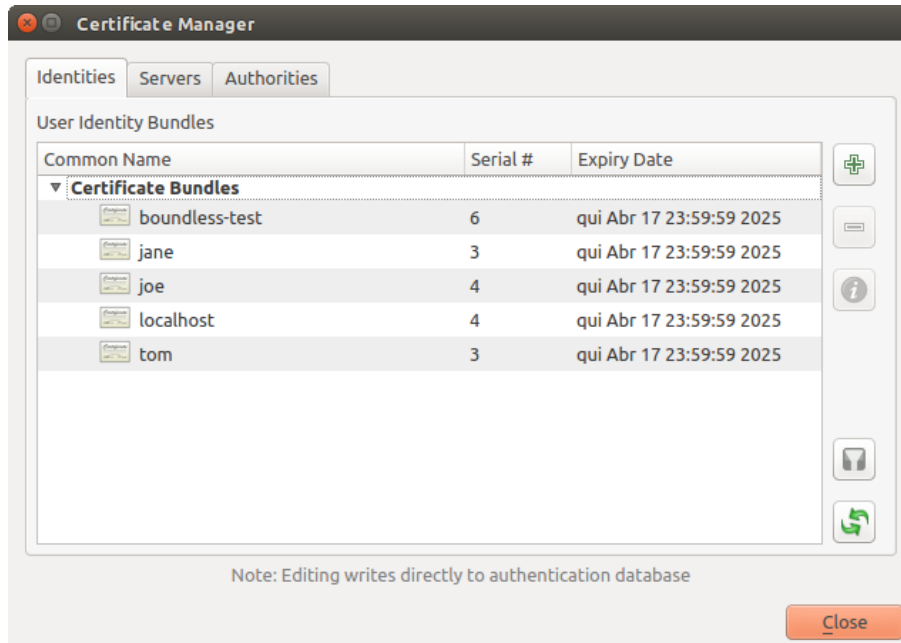 Certificate Manager
Identities Servers Authorities
User Identity Bundles
Common Name Serial # Expiry Date
Certificate Bundles
boundless-test 6 qui Abr 17 23:59:59 2025
jane 3 qui Abr 17 23:59:59 2025
joe 4 qui Abr 17 23:59:59 2025
localhost 4 qui Abr 17 23:59:59 2025
tom 3 qui Abr 17 23:59:59 2025
Note: Editing writes directly to authentication database
Close